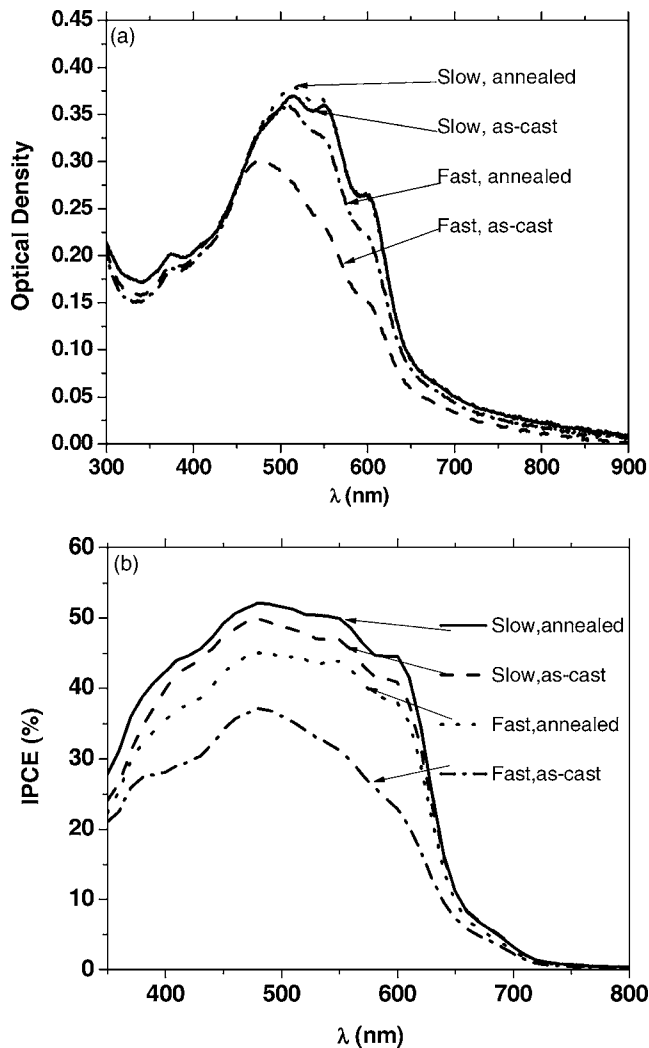 (a)
0.45
0.40
0.35
0.30
0.25
0.20
0.15
0.10
0.05
0.00
Optical Density
Slow, annealed
Slow, as-cast
Fast, annealed
Fast, as-cast
300 400 500 600 700 800 900
λ (nm)
(b)
60
50
40
30
20
10
0
IPCE (%)
Slow,annealed
Slow,as-cast
Fast,annealed
Fast,as-cast
400 500 600 700 800
λ (nm)